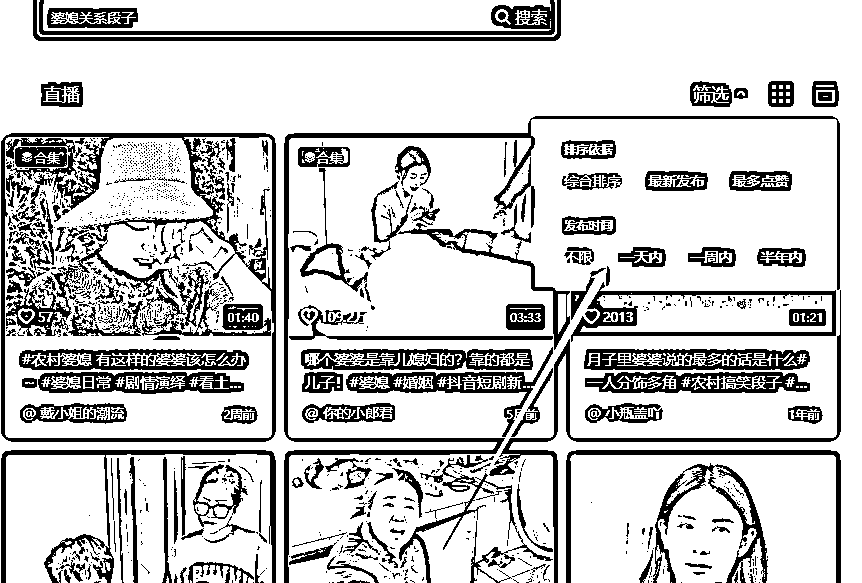 婆媳关系段子
搜索
直播
筛选
排序依据
综合排序 最新发布 最多点赞
发布时间
不限 一天内 一周内 半年内
合集
01:40
#农村婆媳 有这样的婆婆该怎么办
~ #婆媳日常 #剧情演绎 #看土...
@ 戴小姐的潮流 2周前
合集
03:33
哪个婆婆是靠儿媳妇的？靠的都是
儿子！#婆媳 #婚姻 #抖音短剧新...
@ 你的小郎君
2013 01:21
月子里婆婆说的最多的话是什么#
一人分饰多角 #农村搞笑段子 #...
@ 小瓶盖吖 1年前